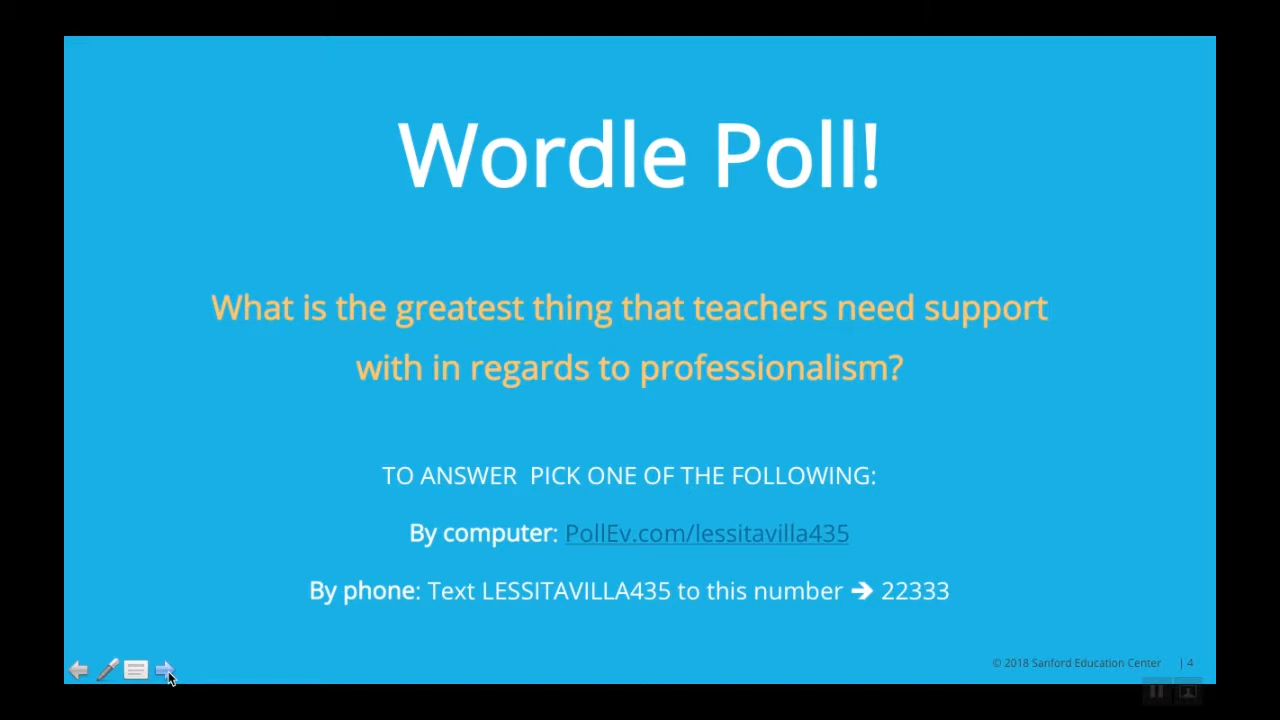 Wordle Poll!
What is the greatest thing that teachers need support
with in regards to professionalism?
TO ANSWER  PICK ONE OF THE FOLLOWING:
By computer: PollEv.com/lessitavilla435
By phone: Text LESSITAVILLA435 to this number ➔ 22333
© 2018 Sanford Education Center | 4